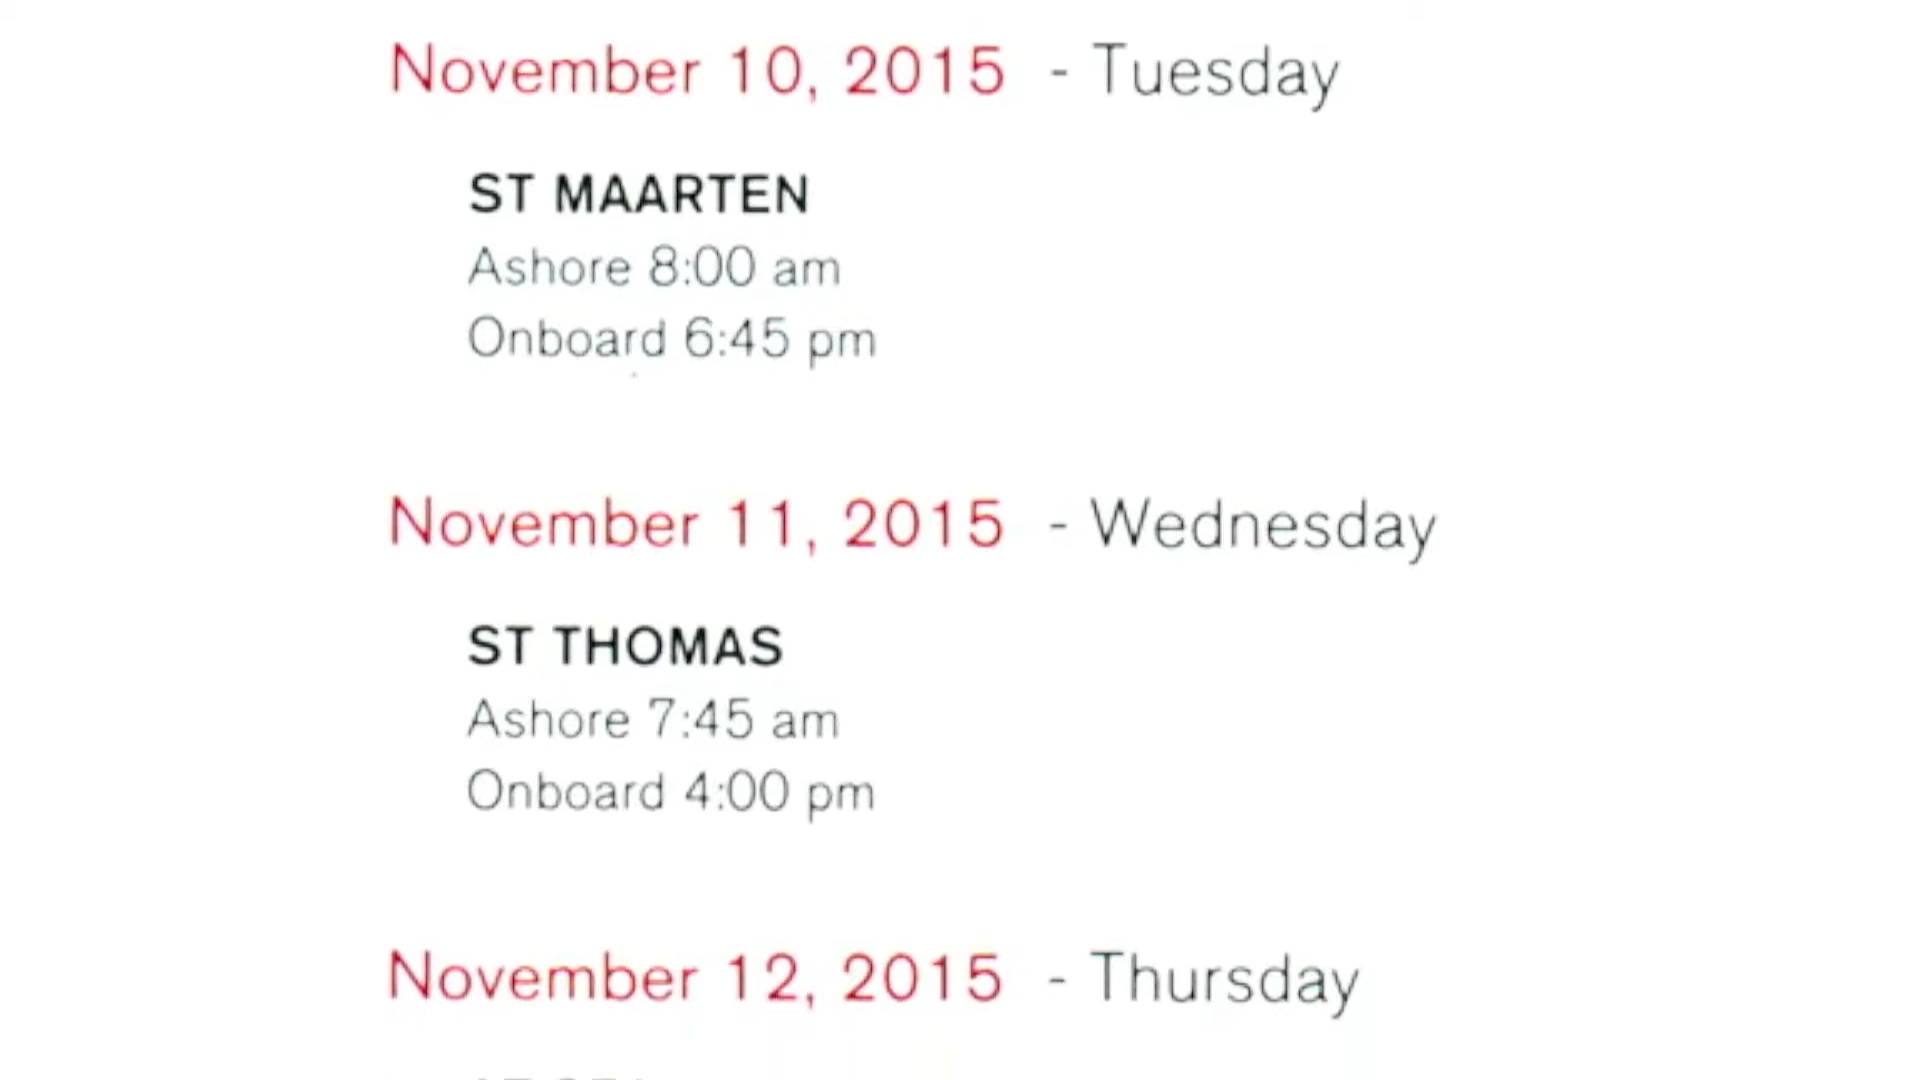 November 10, 2015 - Tuesday
ST MAARTEN
Ashore 8:00 am
Onboard 6:45 pm
November 11, 2015 - Wednesday
ST THOMAS
Ashore 7:45 am
Onboard 4:00 pm
November 12, 2015 - Thursday